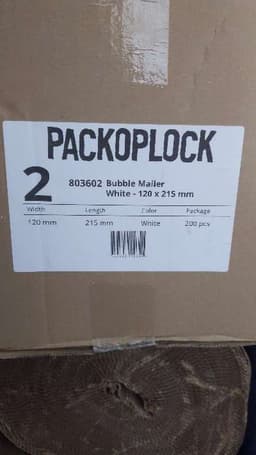 PACKOPLOCK
2
803602 Bubble Mailer
White - 120 x 215 mm
Width Length Color Package
120 mm 215 mm White 200 pcs